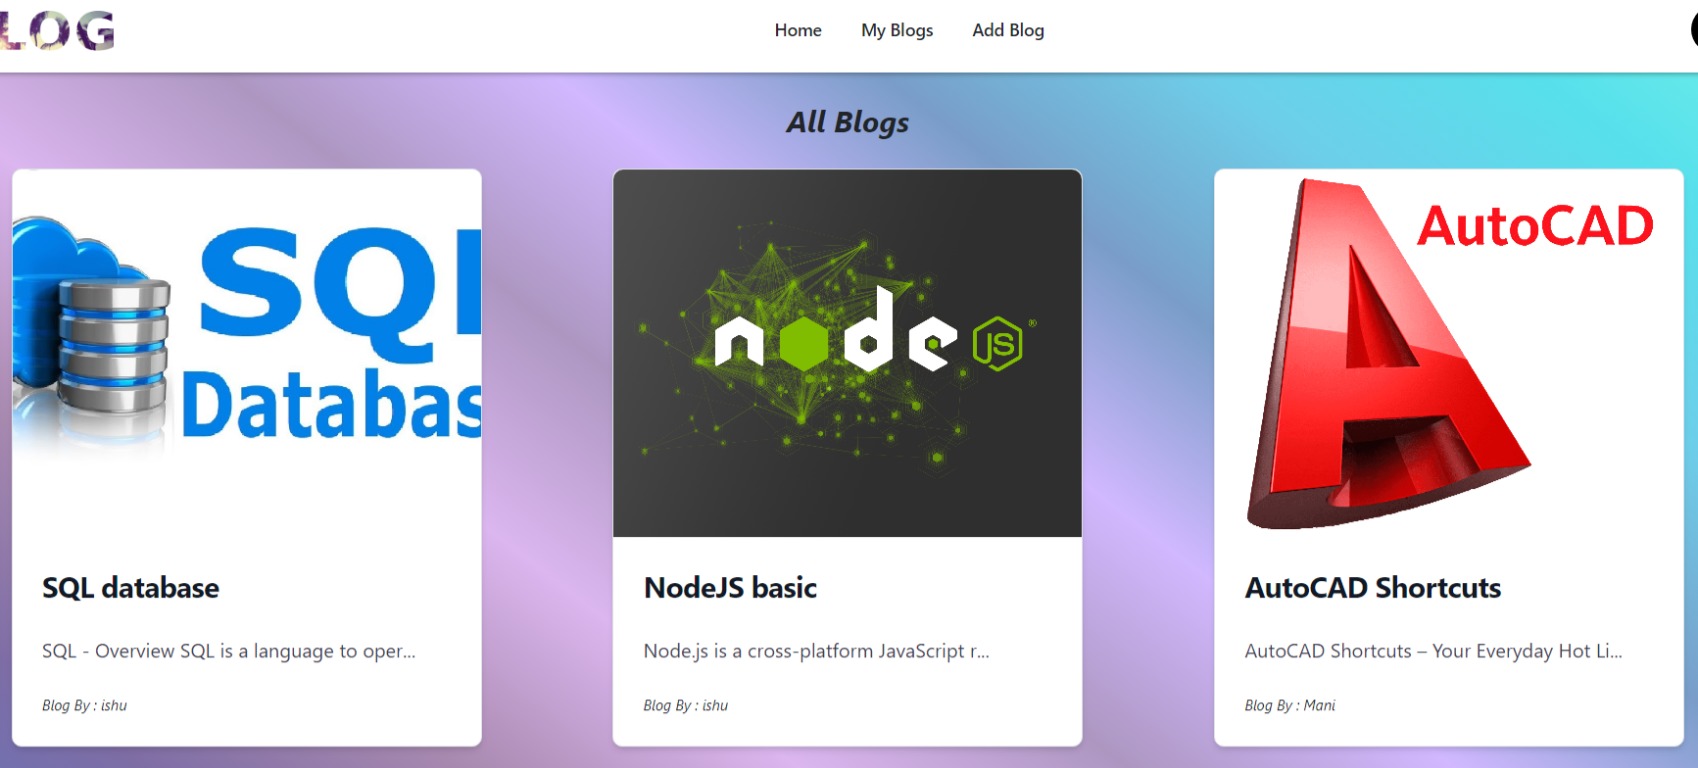 LOG
Home My Blogs Add Blog
All Blogs
SQL
Databas
node JS ®
AutoCAD
SQL database
NodeJS basic
AutoCAD Shortcuts
SQL - Overview SQL is a language to oper...
Node.js is a cross-platform JavaScript r...
AutoCAD Shortcuts – Your Everyday Hot Li...
Blog By : ishu
Blog By : ishu
Blog By : Mani